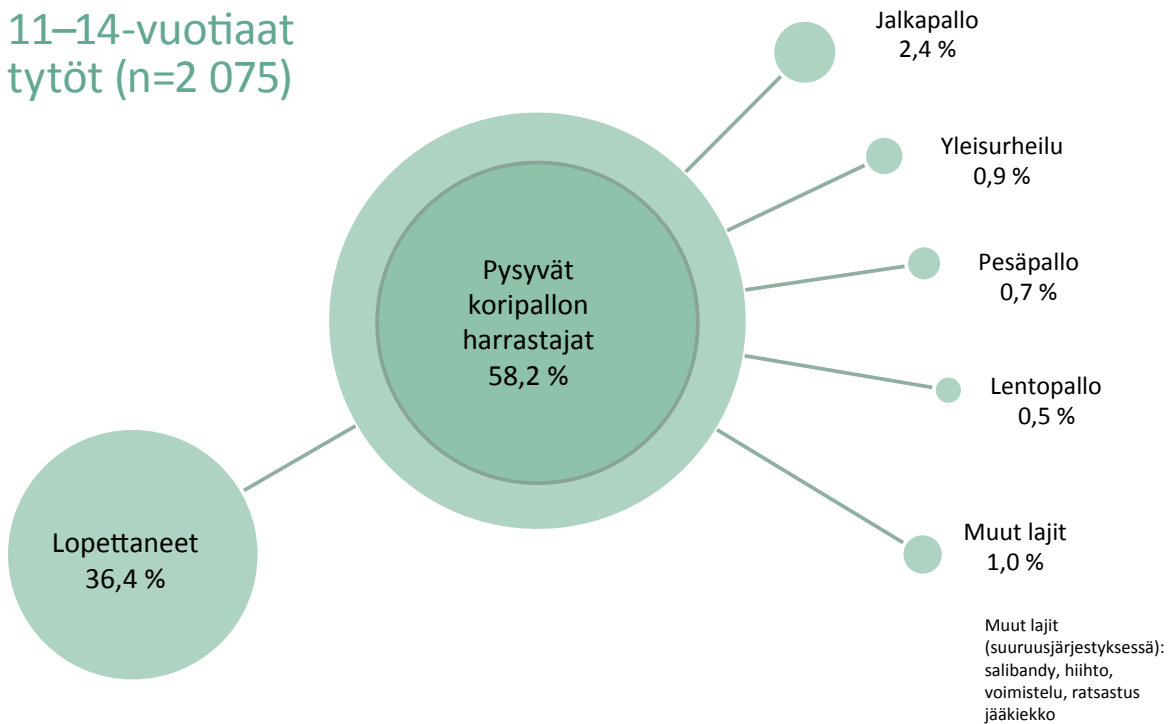 11–14-vuotiaat
tytöt (n=2 075)
Jalkapallo
2,4 %
Yleisurheilu
0,9 %
Pesäpallo
0,7 %
Lentopallo
0,5 %
Muut lajit
1,0 %
Muut lajit
(suuruusjärjestyksessä):
salibandy, hiihto,
voimistelu, ratsastus
jääkiekko
Pysyvät
koripallon
harrastajat
58,2 %
Lopettaneet
36,4 %